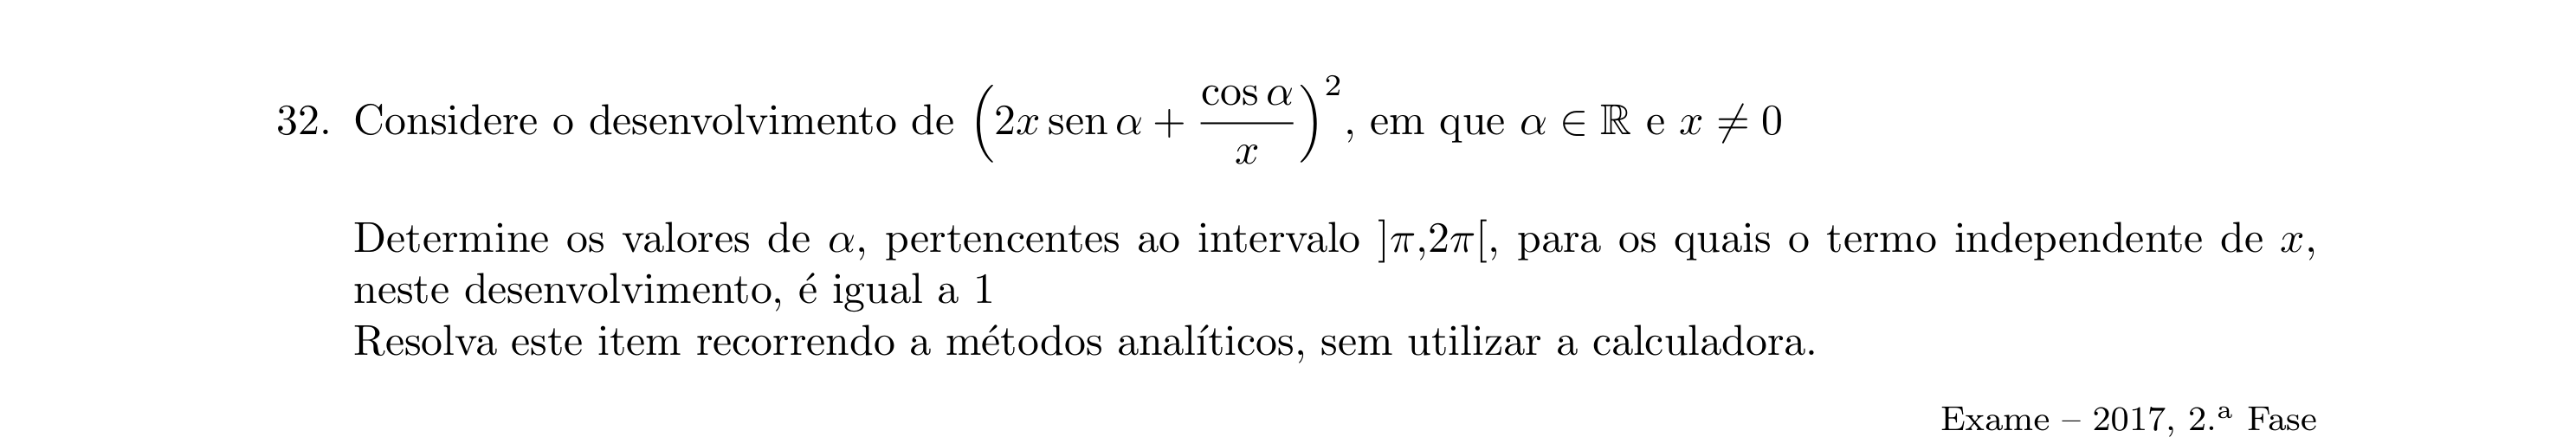 32. Considere o desenvolvimento de $\left(2x \operatorname{sen} \alpha + \dfrac{\cos \alpha}{x}\right)^2$, em que $\alpha \in \mathbb{R}$ e $x \neq 0$
Determine os valores de $\alpha$, pertencentes ao intervalo $]\pi,2\pi[$, para os quais o termo independente de $x$,
neste desenvolvimento, é igual a 1
Resolva este item recorrendo a métodos analíticos, sem utilizar a calculadora.
Exame – 2017, 2.ª Fase